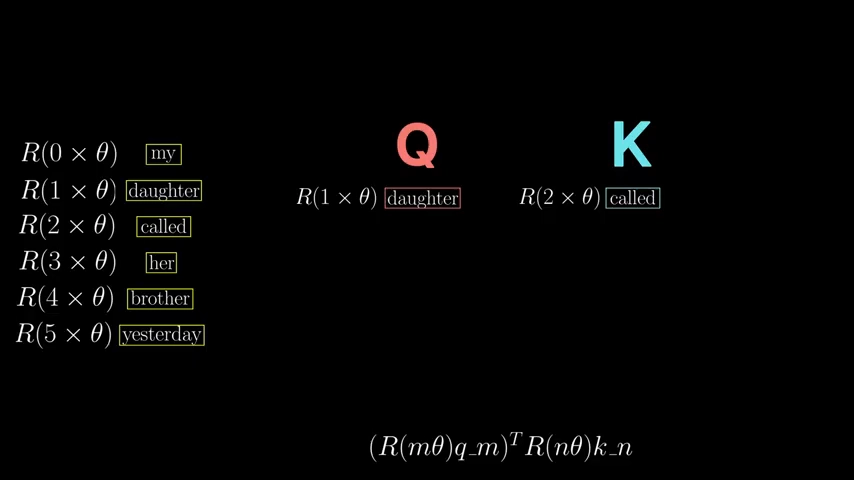 Q K
R(0 × θ) my
R(1 × θ) daughter R(1 × θ) daughter R(2 × θ) called
R(2 × θ) called
R(3 × θ) her
R(4 × θ) brother
R(5 × θ) yesterday
(R(mθ)q_m)^T R(nθ)k_n